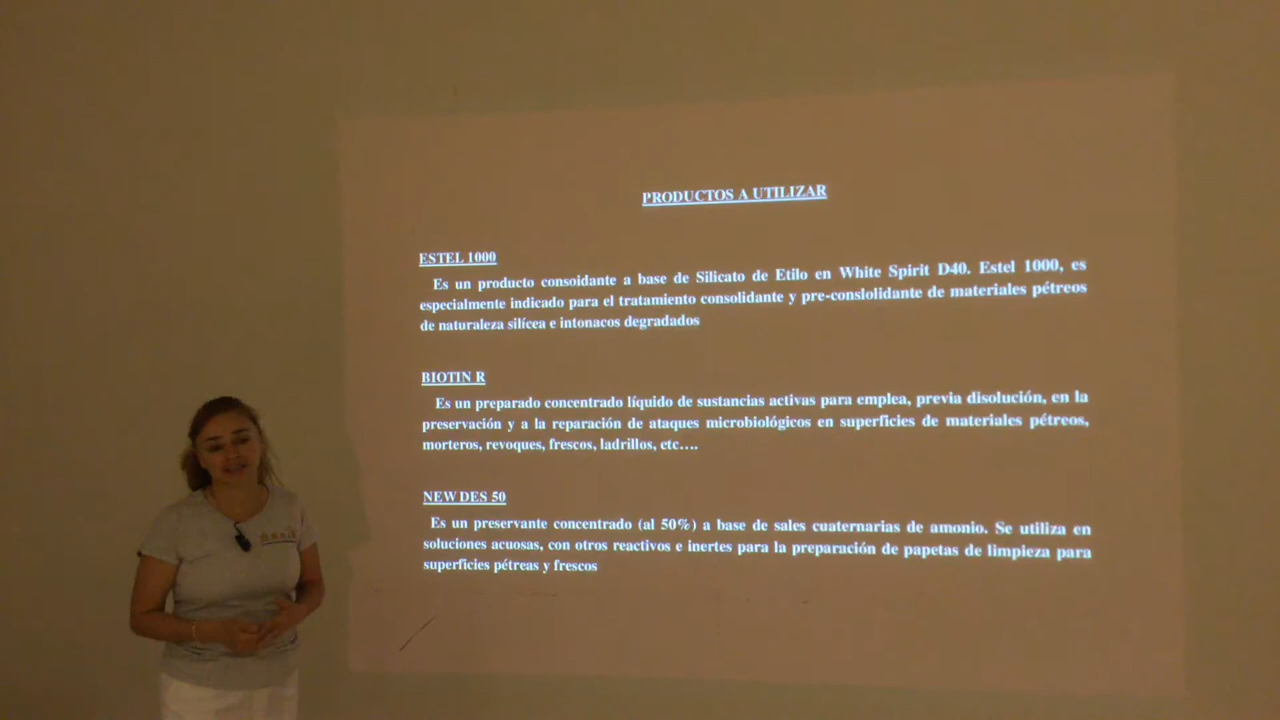 PRODUCTOS A UTILIZAR
ESTEL 1000
Es un producto consoidante a base de Silicato de Etilo en White Spirit D40. Estel 1000, es
especialmente indicado para el tratamiento consolidante y pre-conslolidante de materiales pétreos
de naturaleza silícea e intonacos degradados
BIOTIN R
Es un preparado concentrado líquido de sustancias activas para emplea, previa disolución, en la
preservación y a la reparación de ataques microbiológicos en superficies de materiales pétreos,
morteros, revoques, frescos, ladrillos, etc….
NEW DES 50
Es un preservante concentrado (al 50%) a base de sales cuaternarias de amonio. Se utiliza en
soluciones acuosas, con otros reactivos e inertes para la preparación de papetas de limpieza para
superficies pétreas y frescos